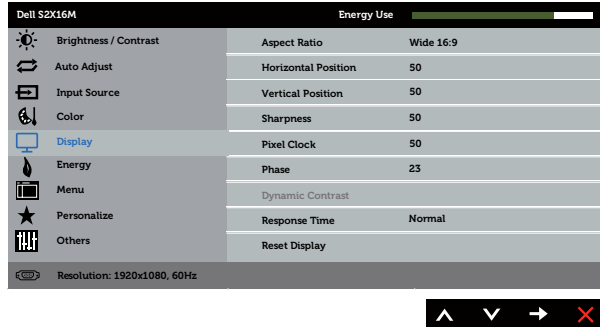 Dell S2X16M Energy Use
Brightness / Contrast
Auto Adjust
Input Source
Color
Display
Energy
Menu
Personalize
Others
Aspect Ratio Wide 16:9
Horizontal Position 50
Vertical Position 50
Sharpness 50
Pixel Clock 50
Phase 23
Dynamic Contrast
Response Time Normal
Reset Display
Resolution: 1920x1080, 60Hz